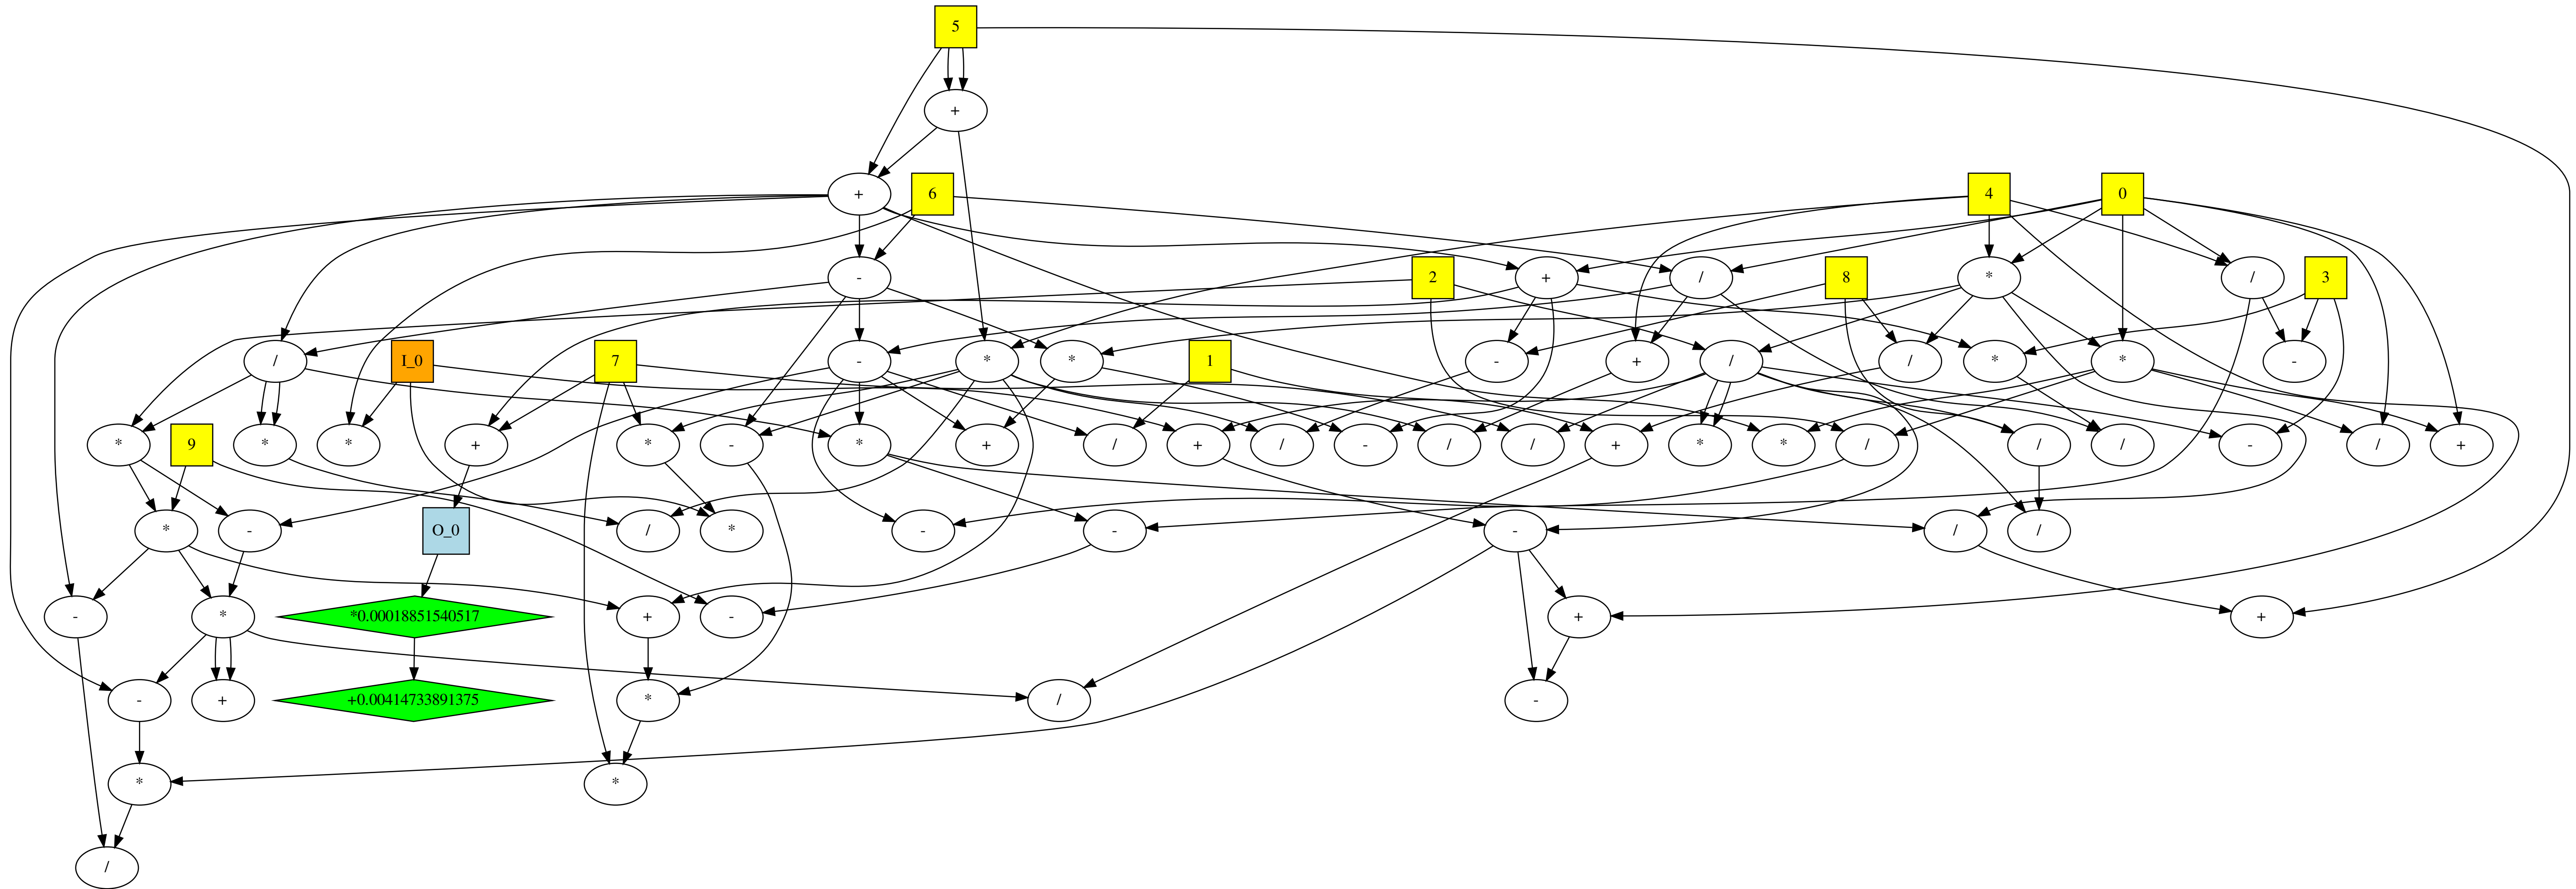 5
+
+ 6 4 0
- 2 + / 8 * / 3
/ I_0 7 - * * 1 - + / / * * -
* 9 * * + * - * + / + / - / / + * * / / / - / +
* - O_0 / * - - - / /
- * *0.00018851540517 + - + +
- + +0.00414733891375 * / -
* *
/